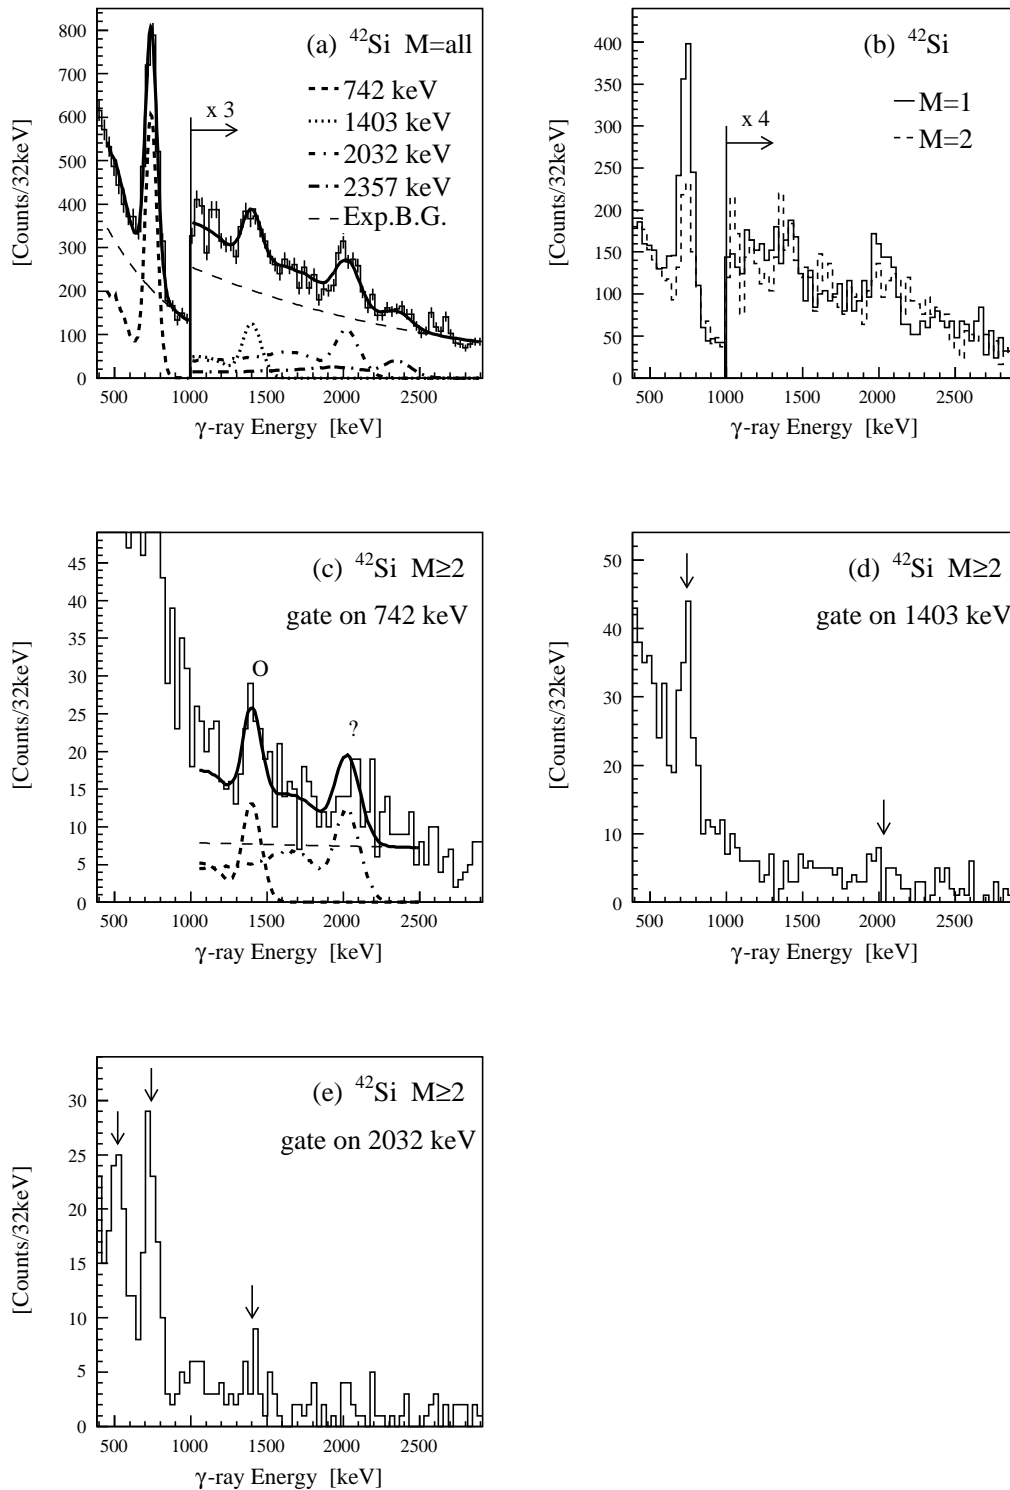 (a) ⁴²Si M=all
x 3
742 keV
1403 keV
2032 keV
2357 keV
Exp.B.G.
[Counts/32keV]
800
700
600
500
400
300
200
100
0
500 1000 1500 2000 2500
γ-ray Energy [keV]
(b) ⁴²Si
M=1
M=2
x 4
[Counts/32keV]
400
350
300
250
200
150
100
50
0
500 1000 1500 2000 2500
γ-ray Energy [keV]
(c) ⁴²Si M≥2
gate on 742 keV
O
?
[Counts/32keV]
45
40
35
30
25
20
15
10
5
0
500 1000 1500 2000 2500
γ-ray Energy [keV]
(d) ⁴²Si M≥2
gate on 1403 keV
[Counts/32keV]
50
40
30
20
10
0
500 1000 1500 2000 2500
γ-ray Energy [keV]
(e) ⁴²Si M≥2
gate on 2032 keV
[Counts/32keV]
30
25
20
15
10
5
0
500 1000 1500 2000 2500
γ-ray Energy [keV]